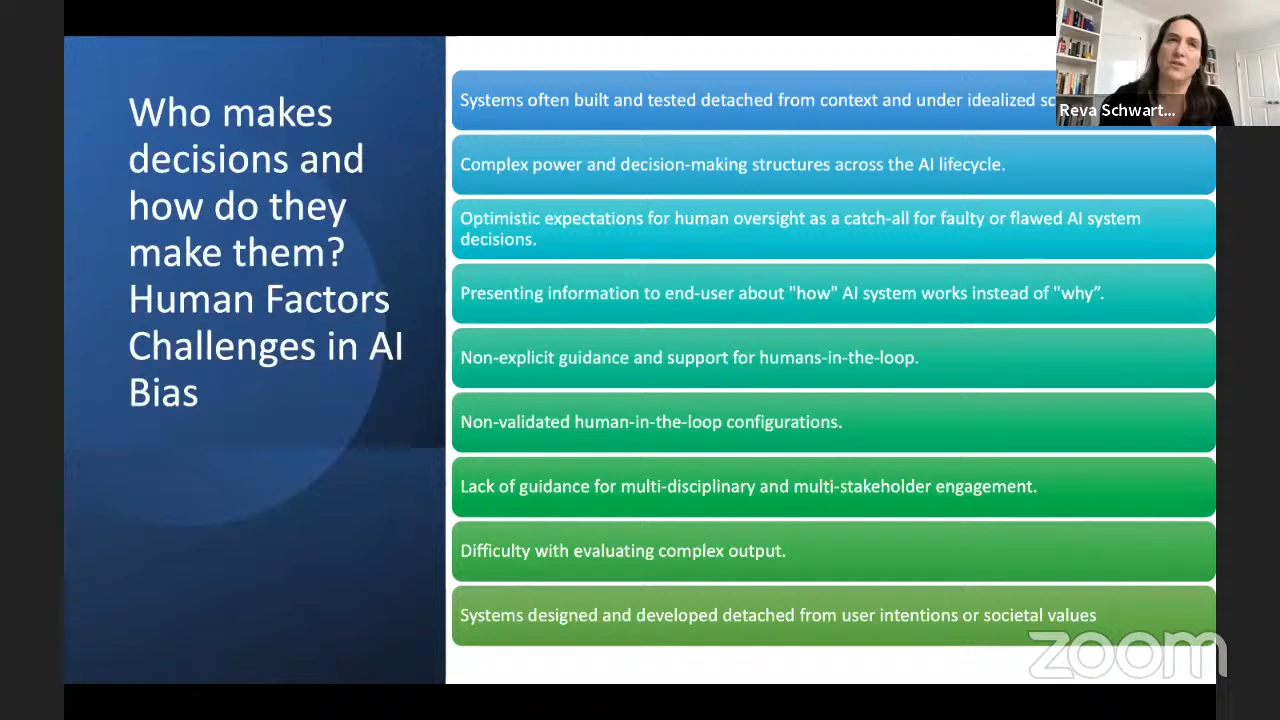 Who makes
decisions and
how do they
make them?
Human Factors
Challenges in AI
Bias
Systems often built and tested detached from context and under idealized
Reva Schwart...
Complex power and decision-making structures across the AI lifecycle.
Optimistic expectations for human oversight as a catch-all for faulty or flawed AI system
decisions.
Presenting information to end-user about "how" AI system works instead of "why”.
Non-explicit guidance and support for humans-in-the-loop.
Non-validated human-in-the-loop configurations.
Lack of guidance for multi-disciplinary and multi-stakeholder engagement.
Difficulty with evaluating complex output.
Systems designed and developed detached from user intentions or societal values
zoom